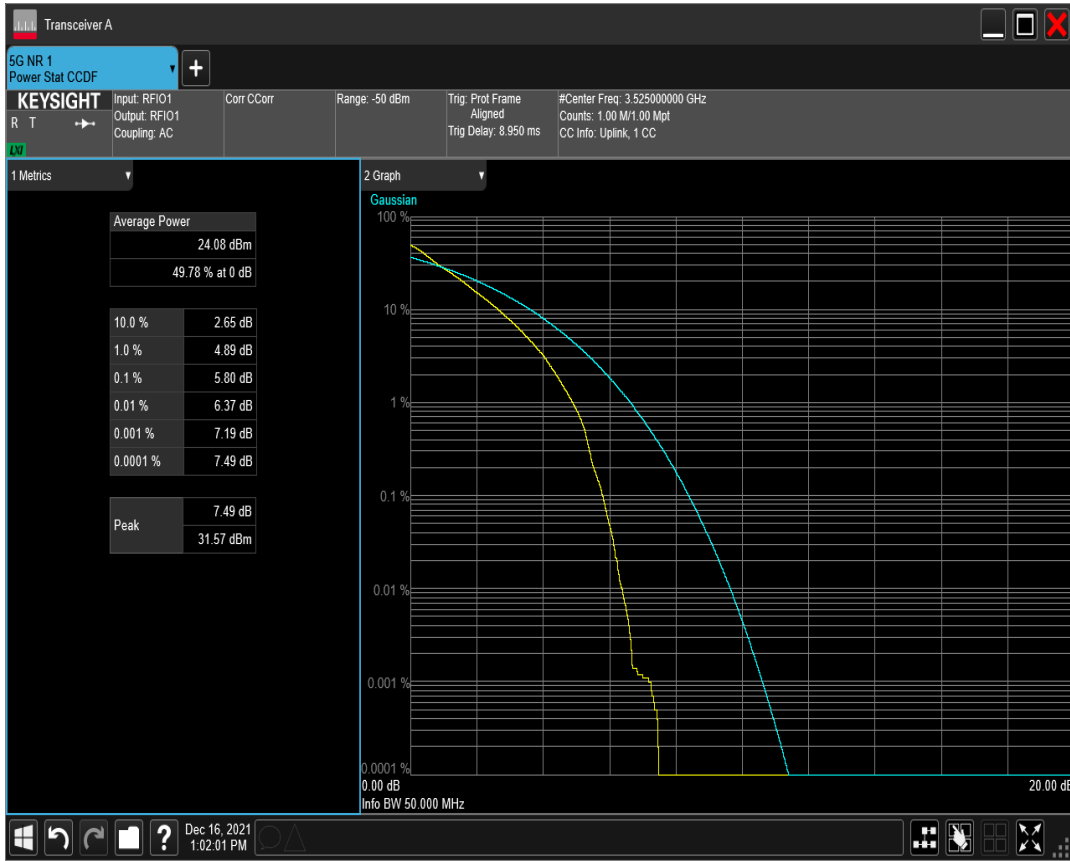 Transceiver A
5G NR 1
Power Stat CCDF
KEYSIGHT
R T
LXI
Input: RFIO1
Output: RFIO1
Coupling: AC
Corr CCorr
Range: -50 dBm
Trig: Prot Frame
Aligned
Trig Delay: 8.950 ms
#Center Freq: 3.525000000 GHz
Counts: 1.00 M/1.00 Mpt
CC Info: Uplink, 1 CC
1 Metrics
Average Power
24.08 dBm
49.78 % at 0 dB
10.0 % 2.65 dB
1.0 % 4.89 dB
0.1 % 5.80 dB
0.01 % 6.37 dB
0.001 % 7.19 dB
0.0001 % 7.49 dB
Peak
7.49 dB
31.57 dBm
2 Graph
Gaussian
100 %
10 %
1 %
0.1 %
0.01 %
0.001 %
0.0001 %
0.00 dB
20.00 dB
Info BW 50.000 MHz
?
Dec 16, 2021
1:02:01 PM